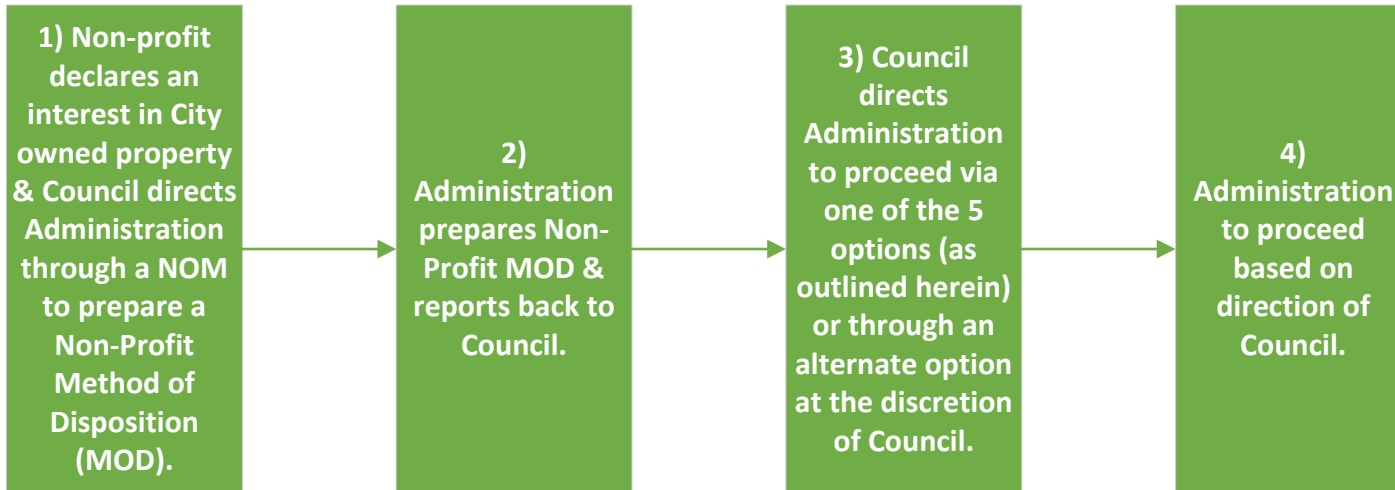 1) Non-profit
declares an
interest in City
owned property
& Council directs
Administration
through a NOM
to prepare a
Non-Profit
Method of
Disposition
(MOD).
2)
Administration
prepares Non-
Profit MOD &
reports back to
Council.
3) Council
directs
Administration
to proceed via
one of the 5
options (as
outlined herein)
or through an
alternate option
at the discretion
of Council.
4)
Administration
to proceed
based on
direction of
Council.